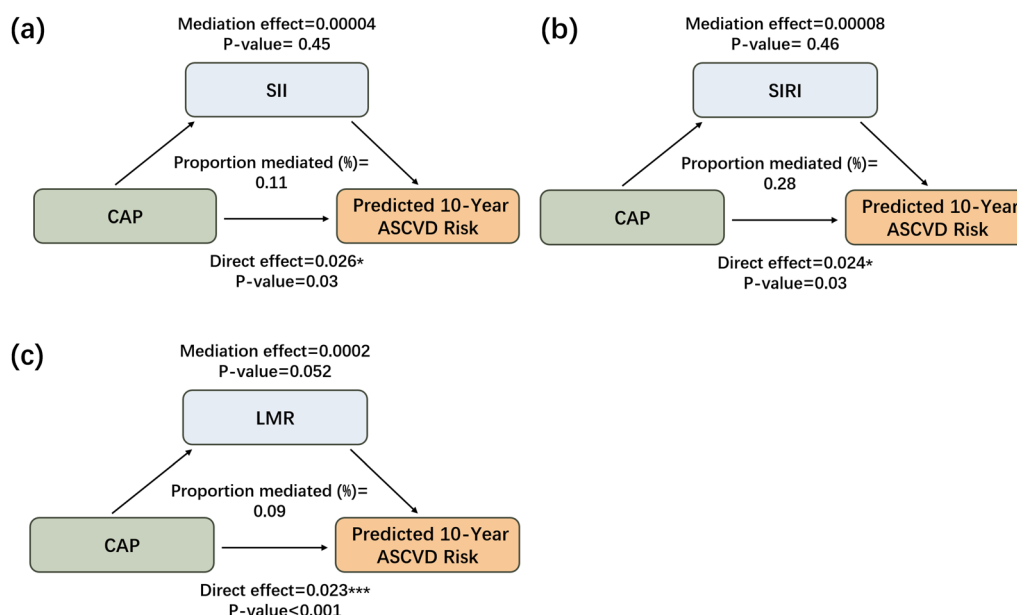 (a)
Mediation effect=0.00004
P-value= 0.45
SII
Proportion mediated (%)=
0.11
CAP
Predicted 10-Year
ASCVD Risk
Direct effect=0.026*
P-value=0.03
(b)
Mediation effect=0.00008
P-value= 0.46
SIRI
Proportion mediated (%)=
0.28
CAP
Predicted 10-Year
ASCVD Risk
Direct effect=0.024*
P-value=0.03
(c)
Mediation effect=0.0002
P-value=0.052
LMR
Proportion mediated (%)=
0.09
CAP
Predicted 10-Year
ASCVD Risk
Direct effect=0.023***
P-value<0.001